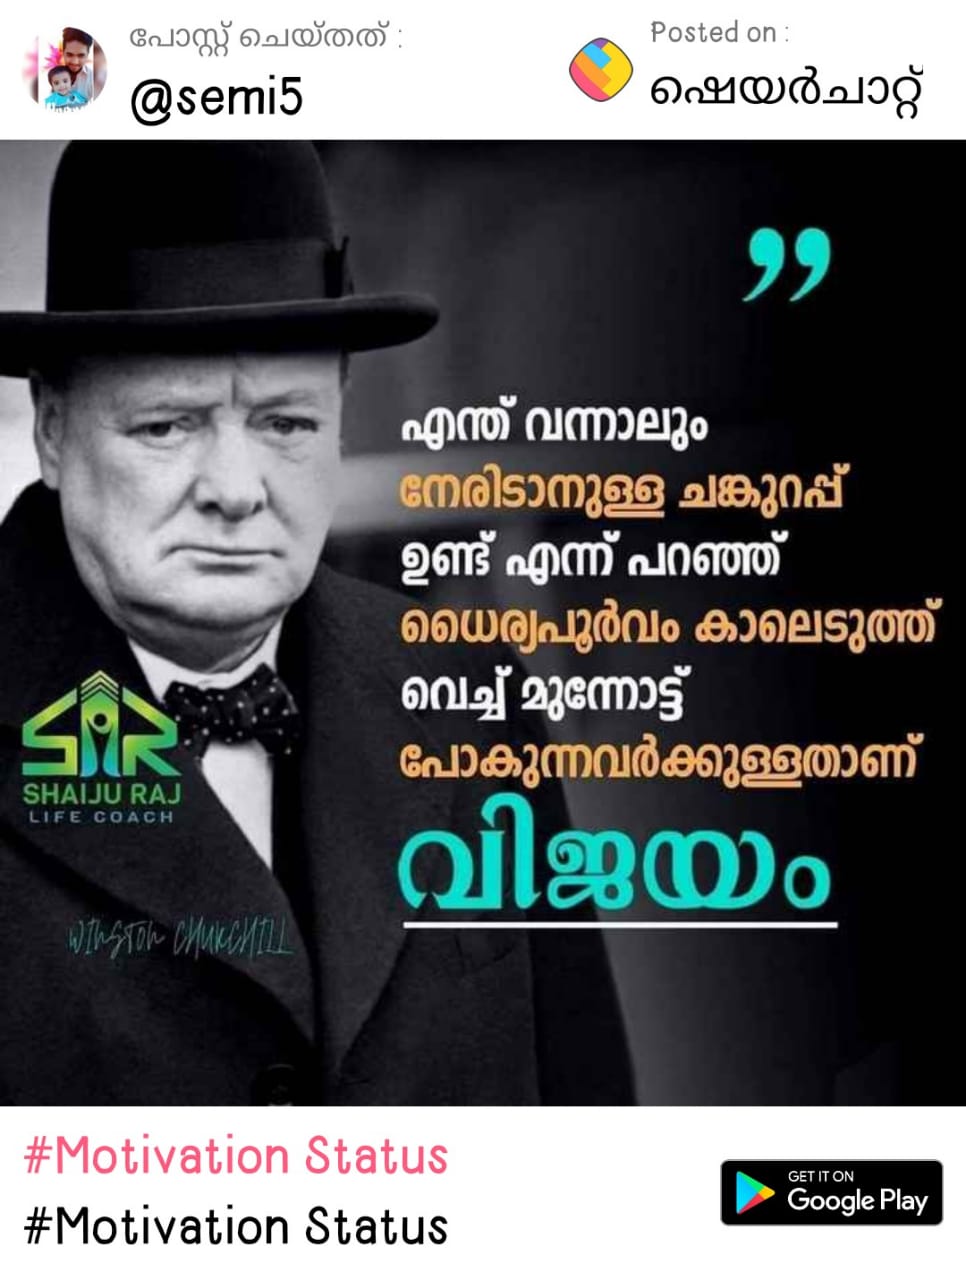 പോസ്റ്റ് ചെയ്തത് :
@semi5
Posted on :
ഷെയർചാറ്റ്
”
എന്ത് വന്നാലും
നേരിടാനുള്ള ചങ്കുറപ്പ്
ഉണ്ട് എന്ന് പറഞ്ഞ്
ധൈര്യപൂർവം കാലെടുത്ത്
വെച്ച് മുന്നോട്ട്
പോകുന്നവർക്കുള്ളതാണ്
വിജയം
SHAIJU RAJ
LIFE COACH
WINSTON CHURCHILL
#Motivation Status
#Motivation Status
GET IT ON
Google Play